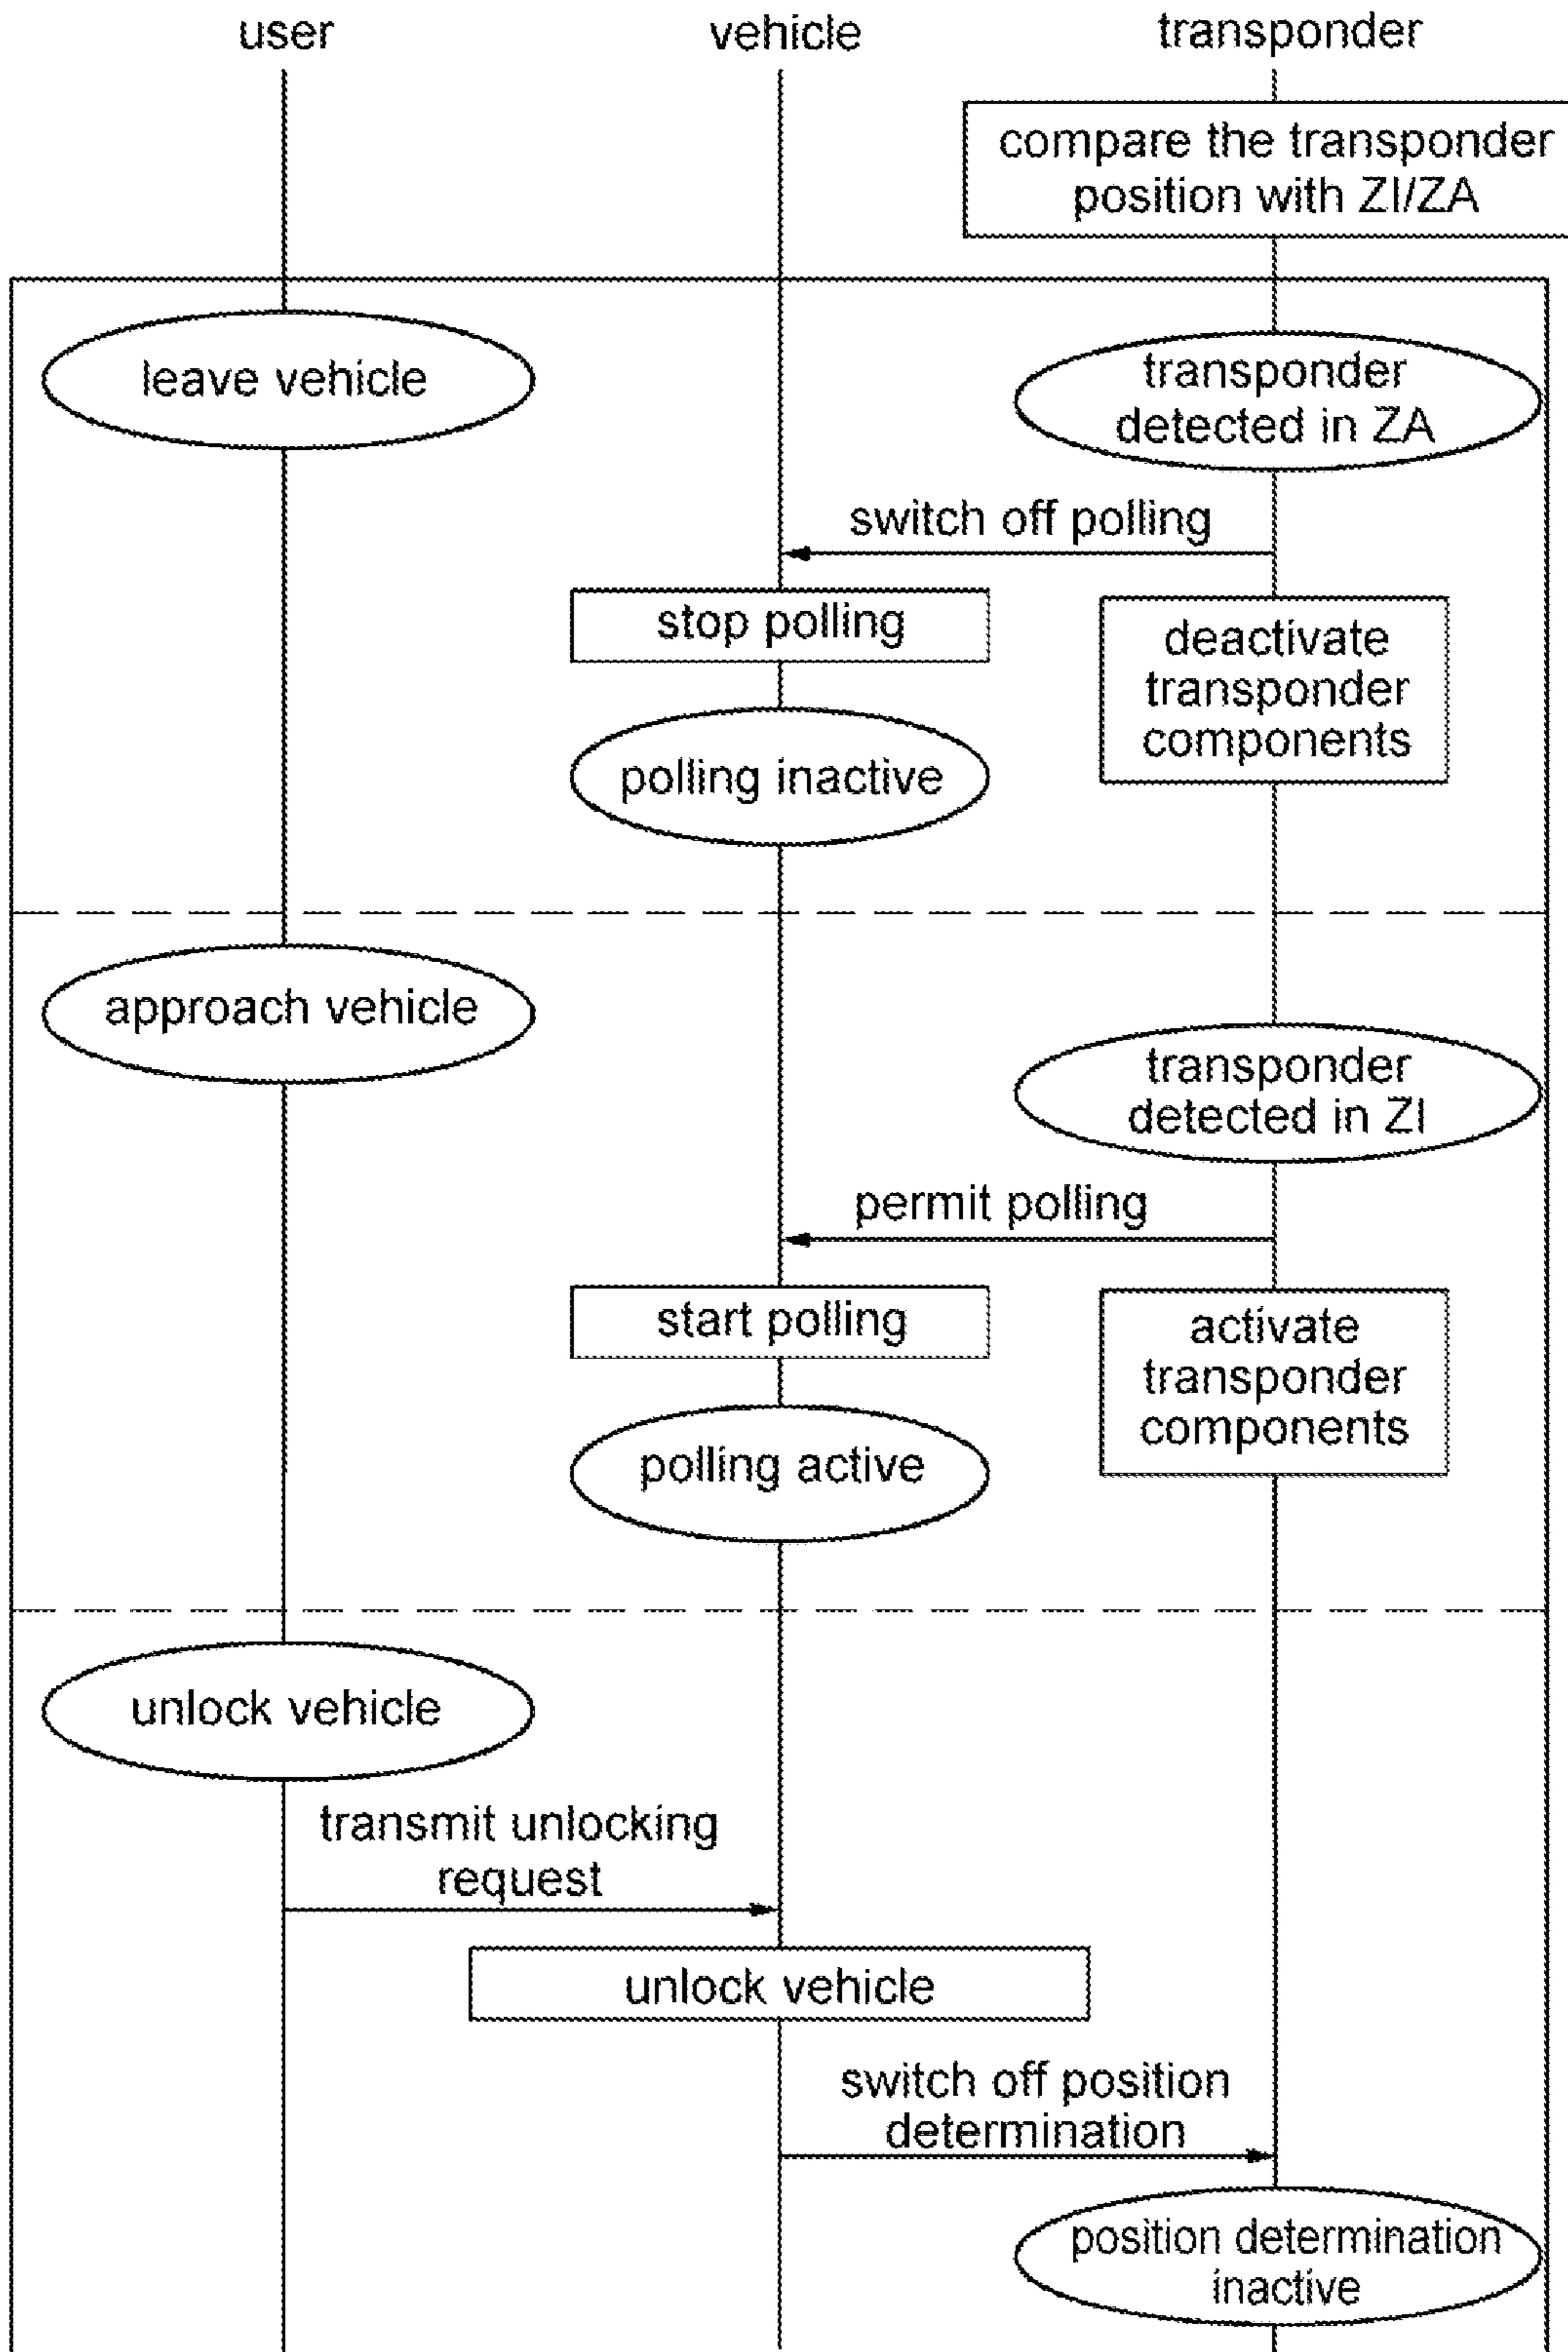 user
vehicle
transponder
compare the transponder
position with ZI/ZA
leave vehicle
transponder
detected in ZA
switch off polling
stop polling
deactivate
transponder
components
polling inactive
approach vehicle
transponder
detected in ZI
permit polling
start polling
activate
transponder
components
polling active
unlock vehicle
transmit unlocking
request
unlock vehicle
switch off position
determination
position determination
inactive